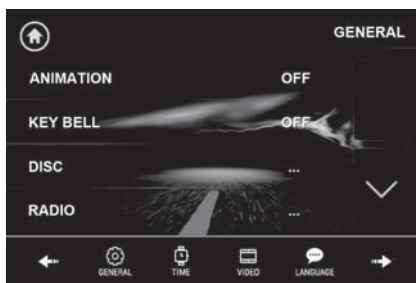 GENERAL
ANIMATION OFF
KEY BELL OFF
DISC ...
RADIO ...
GENERAL TIME VIDEO LANGUAGE